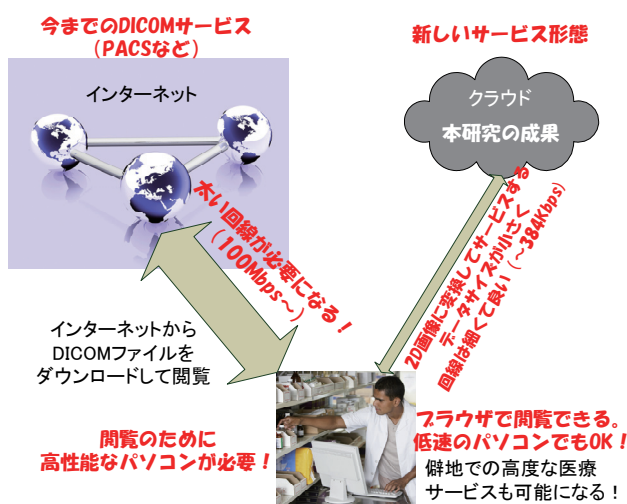 今までのDICOMサービス
(PACSなど)
インターネット
太い回線が必要になる!
(100Mbps~)
インターネットから
DICOMファイルを
ダウンロードして閲覧
閲覧のために
高性能なパソコンが必要!
新しいサービス形態
クラウド
本研究の成果
2D画像に変換してサービスする
データサイズが小さく
回線は細くて良い(~384Kbps)
ブラウザで閲覧できる。
低速のパソコンでもOK!
僻地での高度な医療
サービスも可能になる!